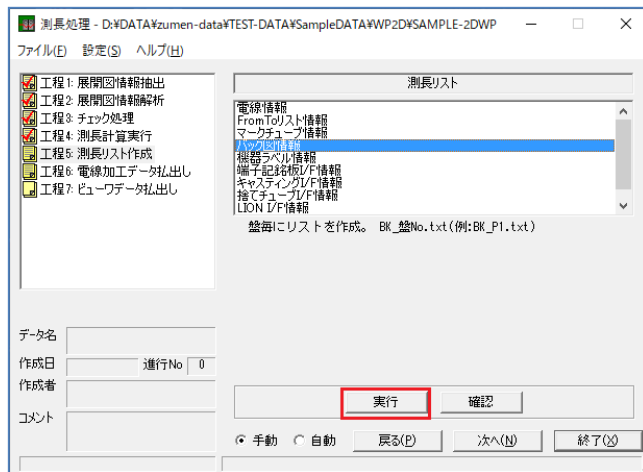 測長処理 - D:¥DATA¥zumen-data¥TEST-DATA¥SampleDATA¥WP2D¥SAMPLE-2DWP
ファイル(F) 設定(S) ヘルプ(H)
工程1: 展開図情報抽出
工程2: 展開図情報解析
工程3: チェック処理
工程4: 測長計算実行
工程5: 測長リスト作成
工程6: 電線加工データ払出し
工程7: ビューワデータ払出し
測長リスト
電線情報
FromToリスト情報
マークチューブ情報
バック図情報
機器ラベル情報
端子記銘板I/F情報
キャスティングI/F情報
捨てチューブI/F情報
LION I/F情報
盤毎にリストを作成。 BK_盤No.txt(例:BK_P1.txt)
データ名
作成日 進行No 0
作成者
コメント
実行 確認
手動 自動 戻る(P) 次へ(N) 終了(X)